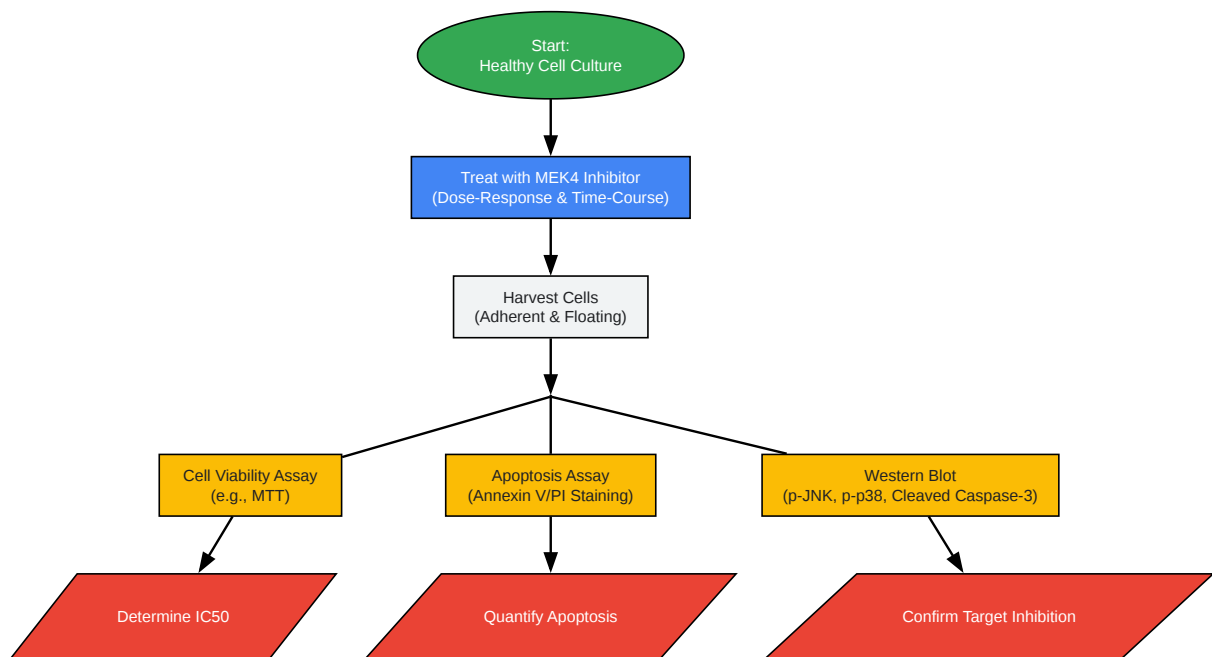 Start:
Healthy Cell Culture
Treat with MEK4 Inhibitor
(Dose-Response & Time-Course)
Harvest Cells
(Adherent & Floating)
Cell Viability Assay
(e.g., MTT)
Apoptosis Assay
(Annexin V/PI Staining)
Western Blot
(p-JNK, p-p38, Cleaved Caspase-3)
Determine IC50
Quantify Apoptosis
Confirm Target Inhibition